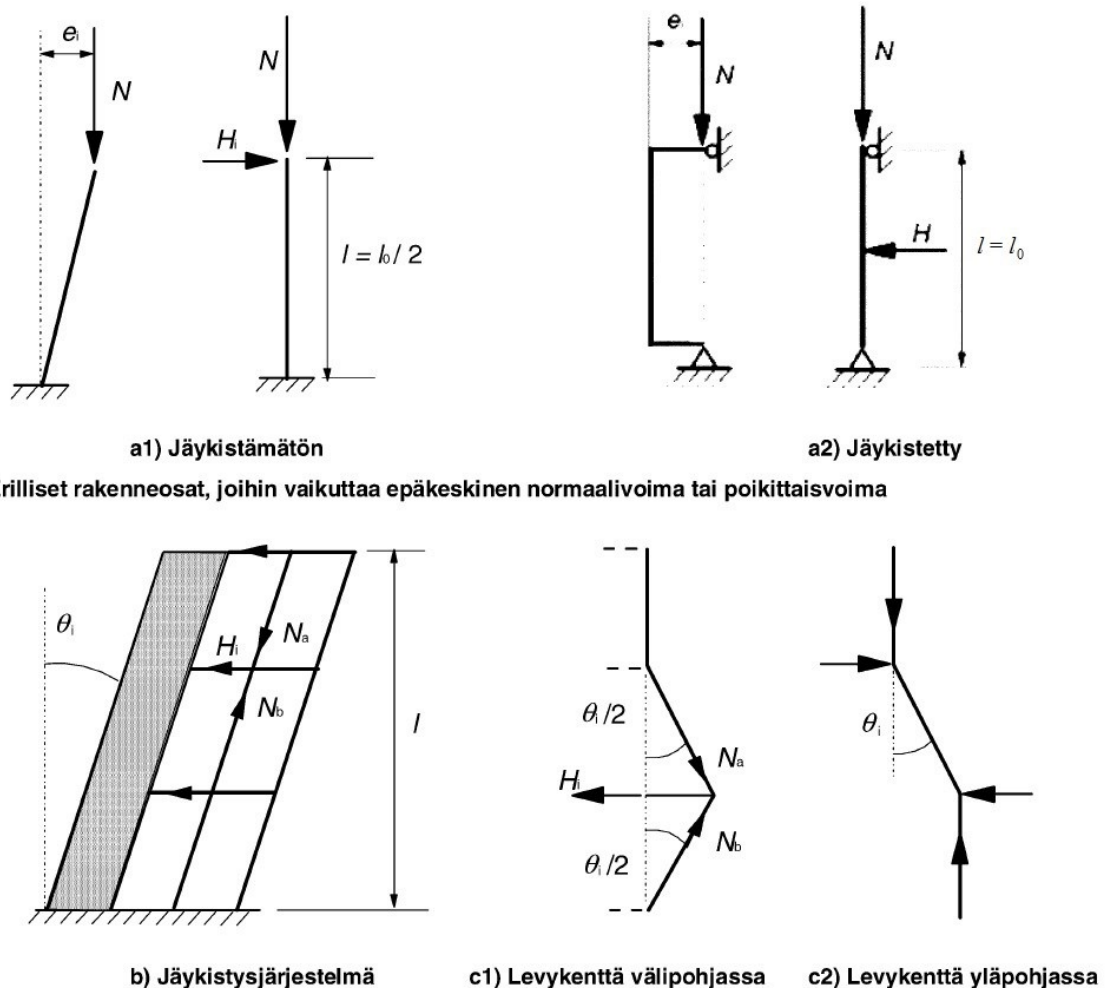 eᵢ
N
N
Hᵢ
l = l₀ / 2
eᵢ
N
N
H
l = l₀
a1) Jäykistämätön
a2) Jäykistetty
rilliset rakenneosat, joihin vaikuttaa epäkeskinen normaalivoima tai poikittaisvoima
θᵢ
Hᵢ
Nₐ
N_b
l
θᵢ/2
Nₐ
Hᵢ
N_b
θᵢ/2
θᵢ
b) Jäykistysjärjestelmä
c1) Levykenttä välipohjassa
c2) Levykenttä yläpohjassa